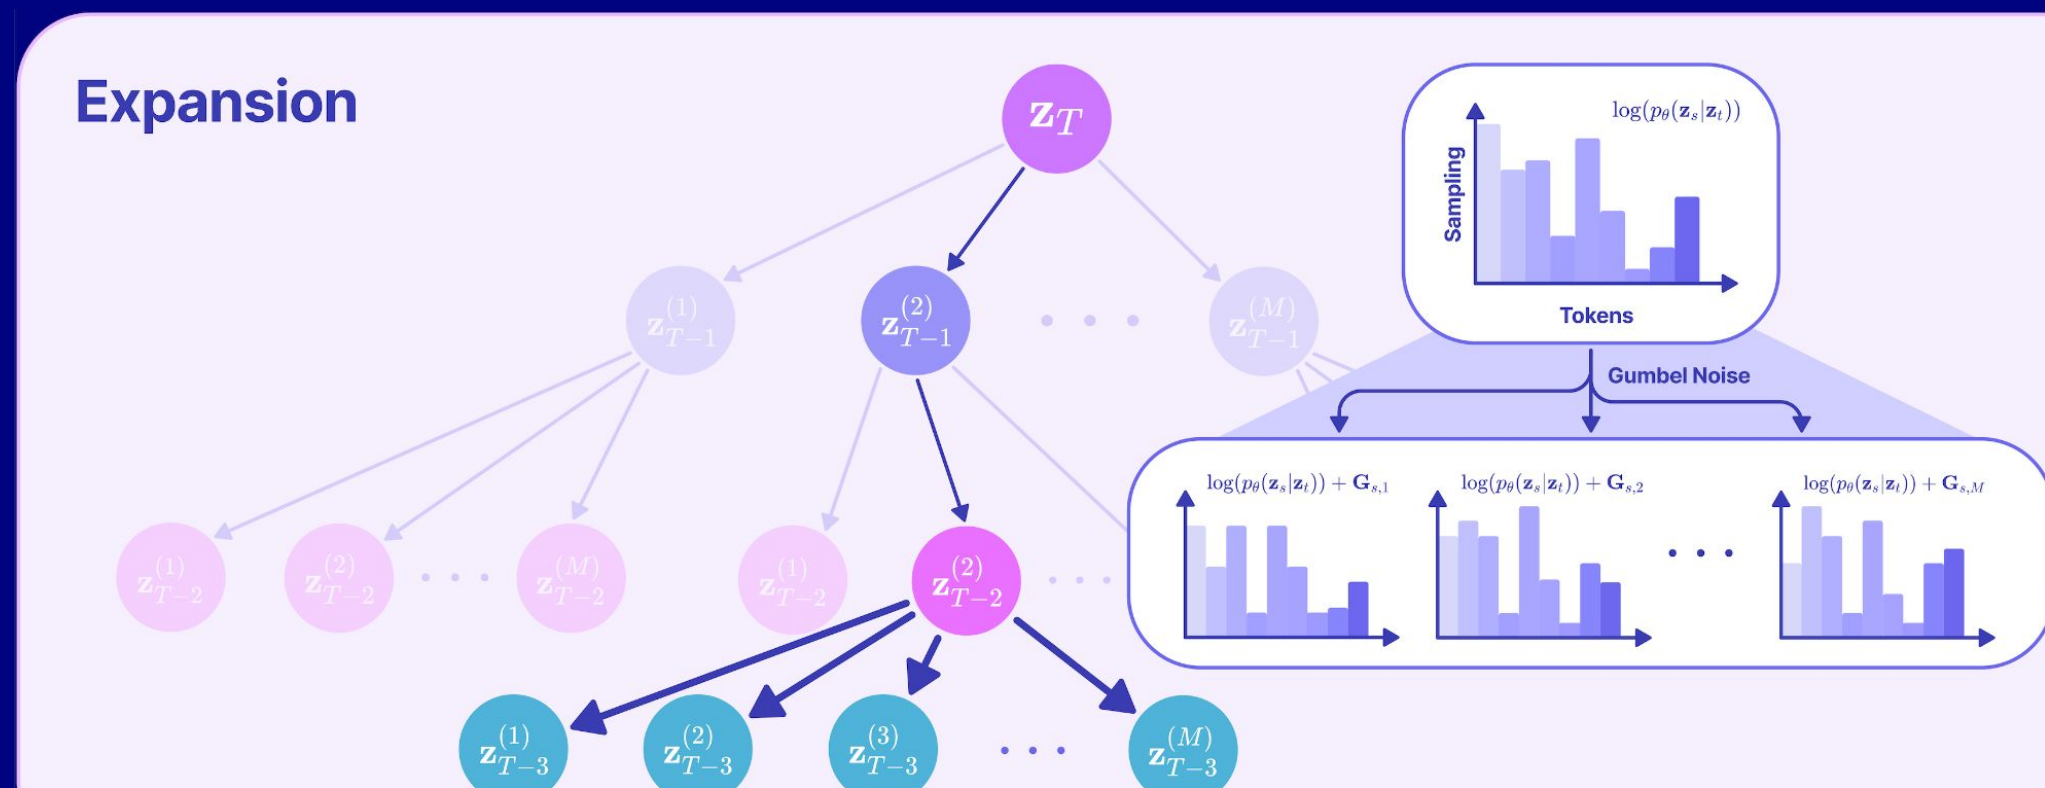 Expansion
z_T
z_{T-1}^{(1)}
z_{T-1}^{(2)}
. . .
z_{T-1}^{(M)}
z_{T-2}^{(1)}
z_{T-2}^{(2)}
. . .
z_{T-2}^{(M)}
z_{T-2}^{(1)}
z_{T-2}^{(2)}
. . .
z_{T-3}^{(1)}
z_{T-3}^{(2)}
z_{T-3}^{(3)}
. . .
z_{T-3}^{(M)}
log(p_θ(z_s|z_t))
Sampling
Tokens
Gumbel Noise
log(p_θ(z_s|z_t)) + G_{s,1}
log(p_θ(z_s|z_t)) + G_{s,2}
. . .
log(p_θ(z_s|z_t)) + G_{s,M}